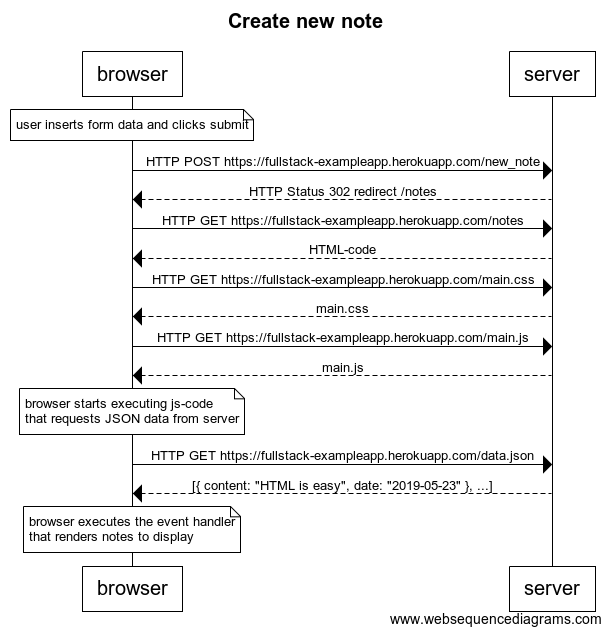 Create new note
browser
server
user inserts form data and clicks submit
HTTP POST https://fullstack-exampleapp.herokuapp.com/new_note
HTTP Status 302 redirect /notes
HTTP GET https://fullstack-exampleapp.herokuapp.com/notes
HTML-code
HTTP GET https://fullstack-exampleapp.herokuapp.com/main.css
main.css
HTTP GET https://fullstack-exampleapp.herokuapp.com/main.js
main.js
browser starts executing js-code
that requests JSON data from server
HTTP GET https://fullstack-exampleapp.herokuapp.com/data.json
[{ content: "HTML is easy", date: "2019-05-23" }, ...]
browser executes the event handler
that renders notes to display
browser
server
www.websequencediagrams.com